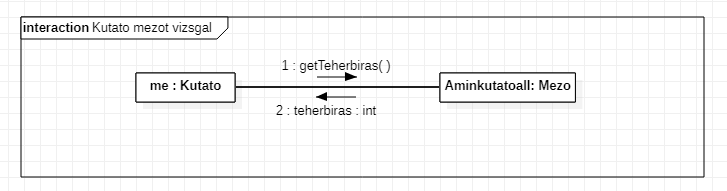 interaction Kutato mezot vizsgal
1 : getTeherbiras( )
me : Kutato
Aminkutatoall: Mezo
2 : teherbiras : int